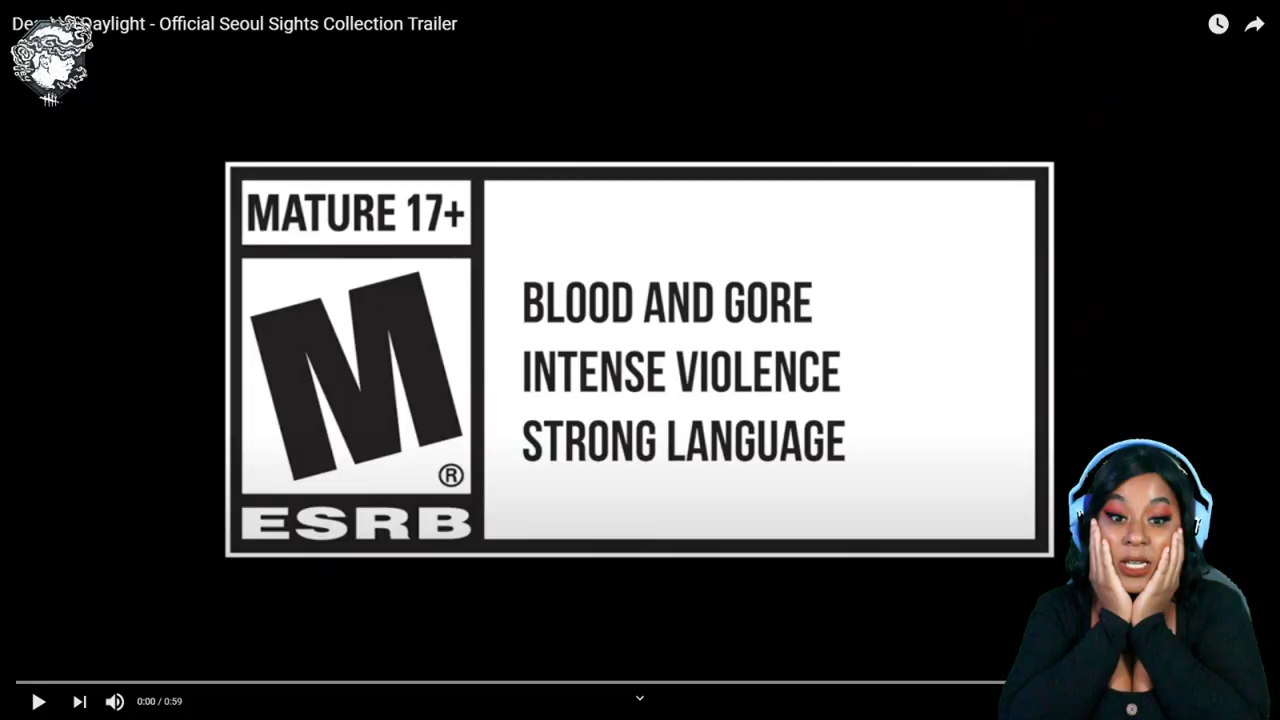 Dead Daylight - Official Seoul Sights Collection Trailer
MATURE 17+
M
®
ESRB
BLOOD AND GORE
INTENSE VIOLENCE
STRONG LANGUAGE
0:00 / 0:59